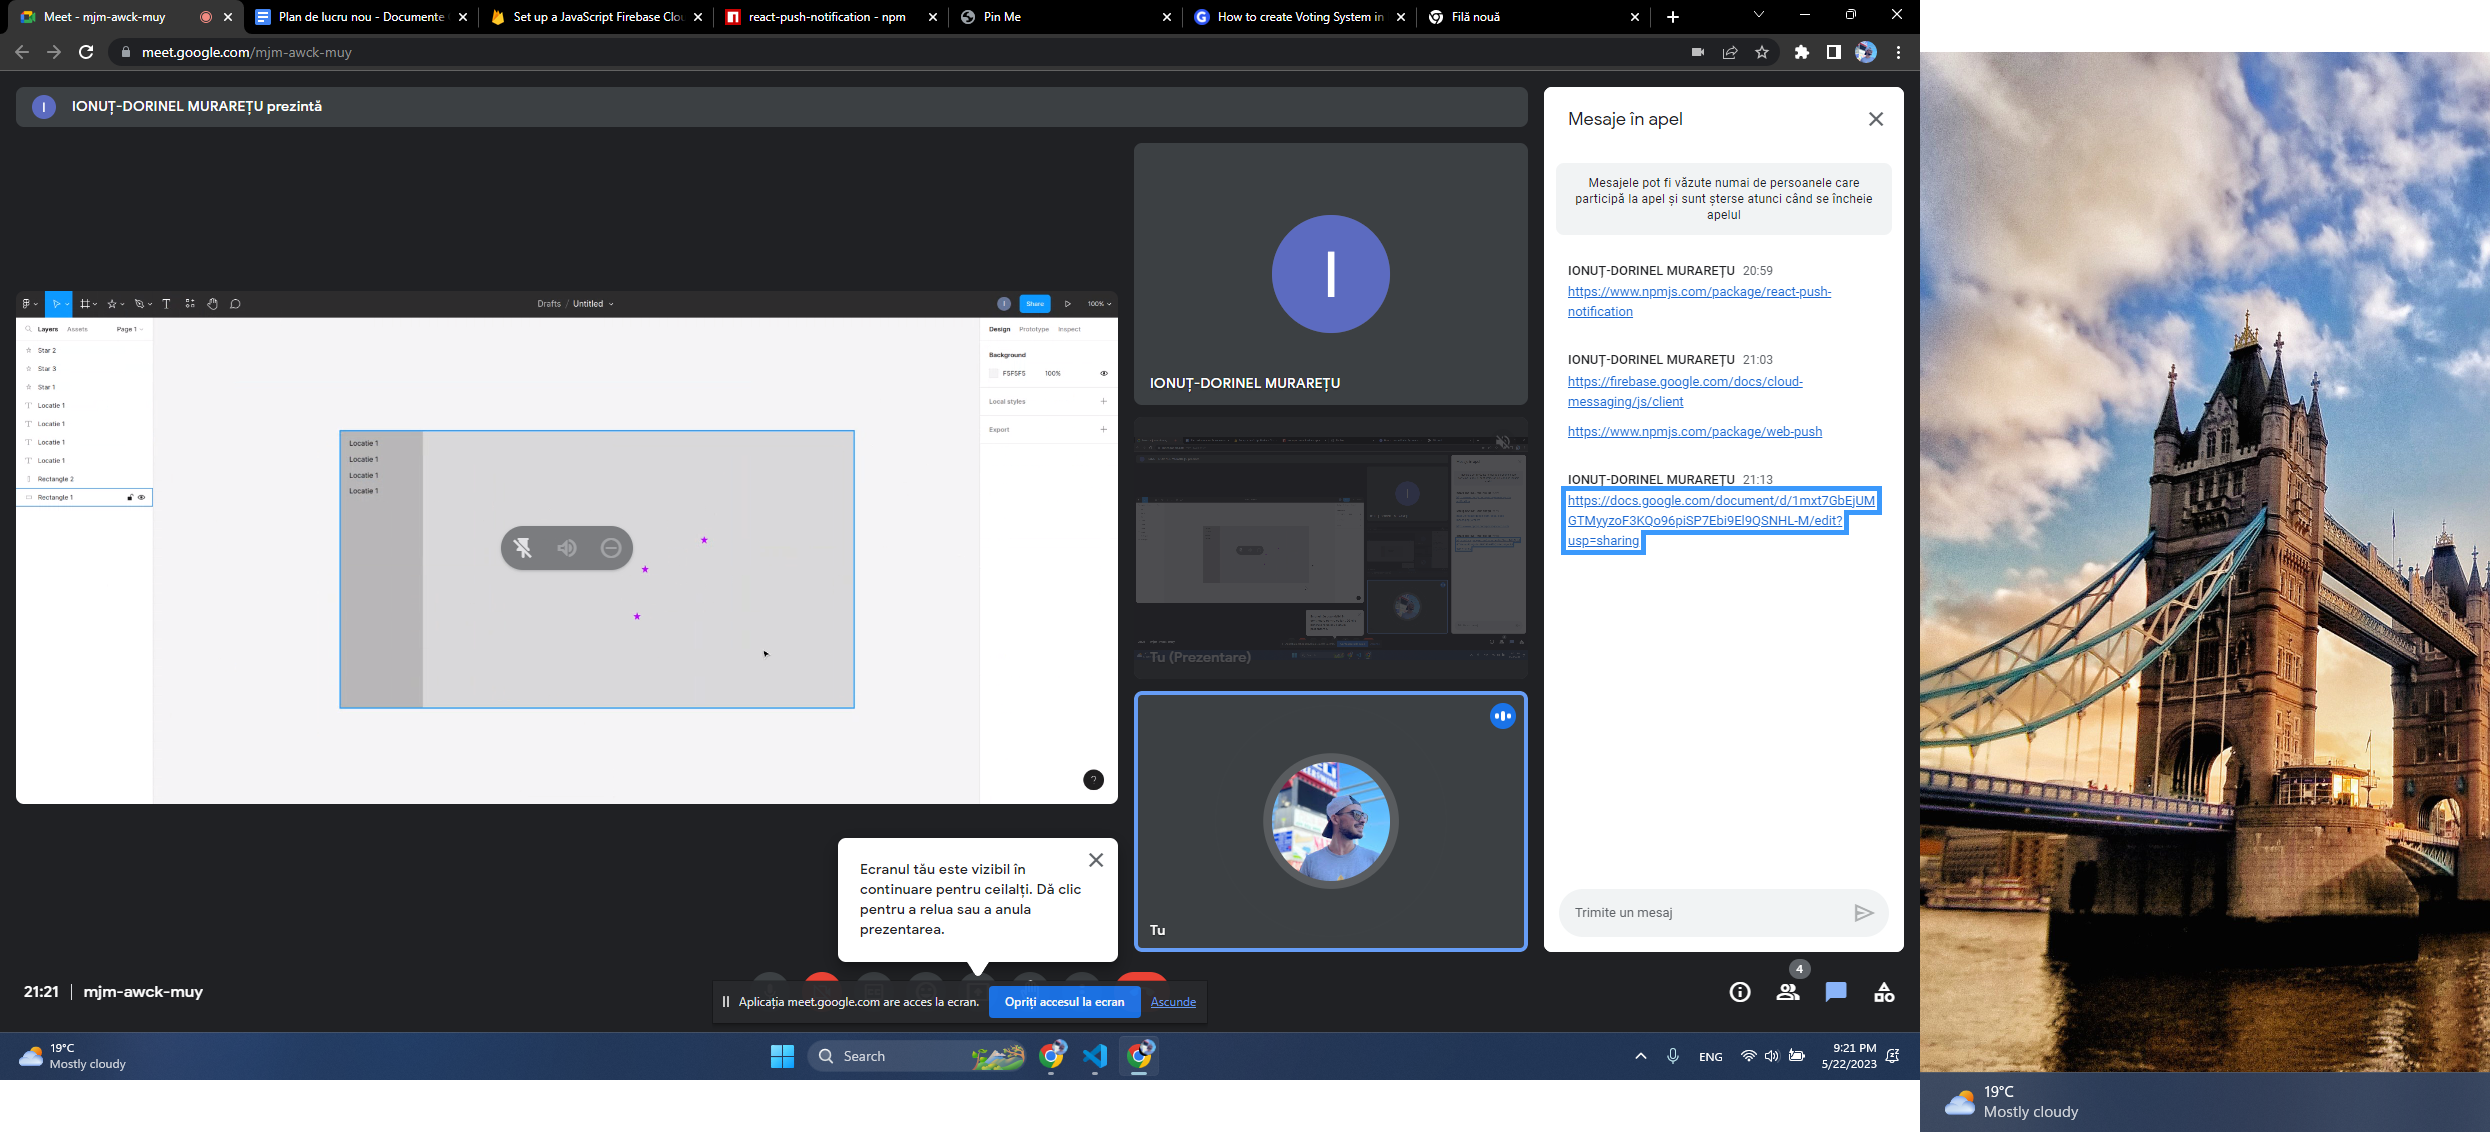 Meet - mjm-awck-muy
Plan de lucru nou - Documente
Set up a JavaScript Firebase Clo
react-push-notification - npm
Pin Me
How to create Voting System in
Filă nouă
meet.google.com/mjm-awck-muy
I
IONUȚ-DORINEL MURAREȚU prezintă
Drafts / Untitled
Share
100%
Layers
Assets
Page 1
Star 2
Star 3
Star 1
Locatie 1
Locatie 1
Locatie 1
Locatie 1
Rectangle 2
Rectangle 1
Locatie 1
Locatie 1
Locatie 1
Locatie 1
Design
Prototype
Inspect
Background
F5F5F5
100%
Local styles
Export
?
I
IONUȚ-DORINEL MURAREȚU
Tu (Prezentare)
Tu
Mesaje în apel
Mesajele pot fi văzute numai de persoanele care
participă la apel și sunt șterse atunci când se încheie
apelul
IONUȚ-DORINEL MURAREȚU 20:59
https://www.npmjs.com/package/react-push-
notification
IONUȚ-DORINEL MURAREȚU 21:03
https://firebase.google.com/docs/cloud-
messaging/js/client
https://www.npmjs.com/package/web-push
IONUȚ-DORINEL MURAREȚU 21:13
https://docs.google.com/document/d/1mxt7GbEjUM
GTMyyzoF3KQo96piSP7Ebi9El9QSNHL-M/edit?
usp=sharing
Trimite un mesaj
Ecranul tău este vizibil în
continuare pentru ceilalți. Dă clic
pentru a relua sau a anula
prezentarea.
21:21 | mjm-awck-muy
Aplicația meet.google.com are acces la ecran.
Opriți accesul la ecran
Ascunde
4
19°C
Mostly cloudy
Search
ENG
9:21 PM
5/22/2023
19°C
Mostly cloudy